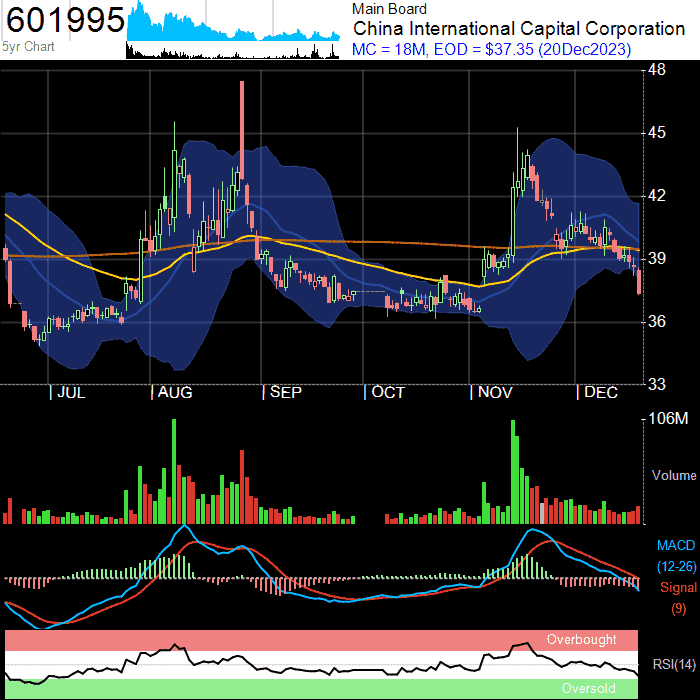 601995
5yr Chart
Main Board
China International Capital Corporation
MC = 18M, EOD = $37.35 (20Dec2023)
48
45
42
39
36
33
| JUL | AUG | SEP | OCT | NOV | DEC
106M
Volume
MACD
(12-26)
Signal
(9)
Overbought
RSI(14)
Oversold